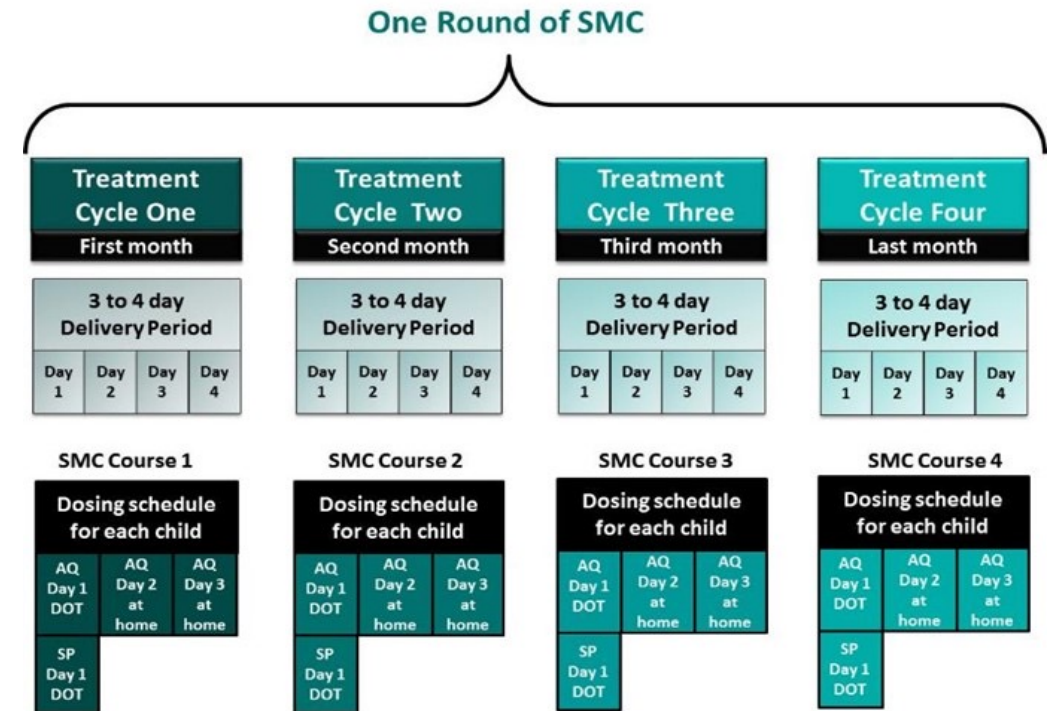 One Round of SMC
Treatment
Cycle One
First month
3 to 4 day
Delivery Period
Day
1
Day
2
Day
3
Day
4
SMC Course 1
Dosing schedule
for each child
AQ
Day 1
DOT
AQ
Day 2
at
home
AQ
Day 3
at
home
SP
Day 1
DOT
Treatment
Cycle Two
Second month
3 to 4 day
Delivery Period
Day
1
Day
2
Day
3
Day
4
SMC Course 2
Dosing schedule
for each child
AQ
Day 1
DOT
AQ
Day 2
at
home
AQ
Day 3
at
home
SP
Day 1
DOT
Treatment
Cycle Three
Third month
3 to 4 day
Delivery Period
Day
1
Day
2
Day
3
Day
4
SMC Course 3
Dosing schedule
for each child
AQ
Day 1
DOT
AQ
Day 2
at
home
AQ
Day 3
at
home
SP
Day 1
DOT
Treatment
Cycle Four
Last month
3 to 4 day
Delivery Period
Day
1
Day
2
Day
3
Day
4
SMC Course 4
Dosing schedule
for each child
AQ
Day 1
DOT
AQ
Day 2
at
home
AQ
Day 3
at
home
SP
Day 1
DOT